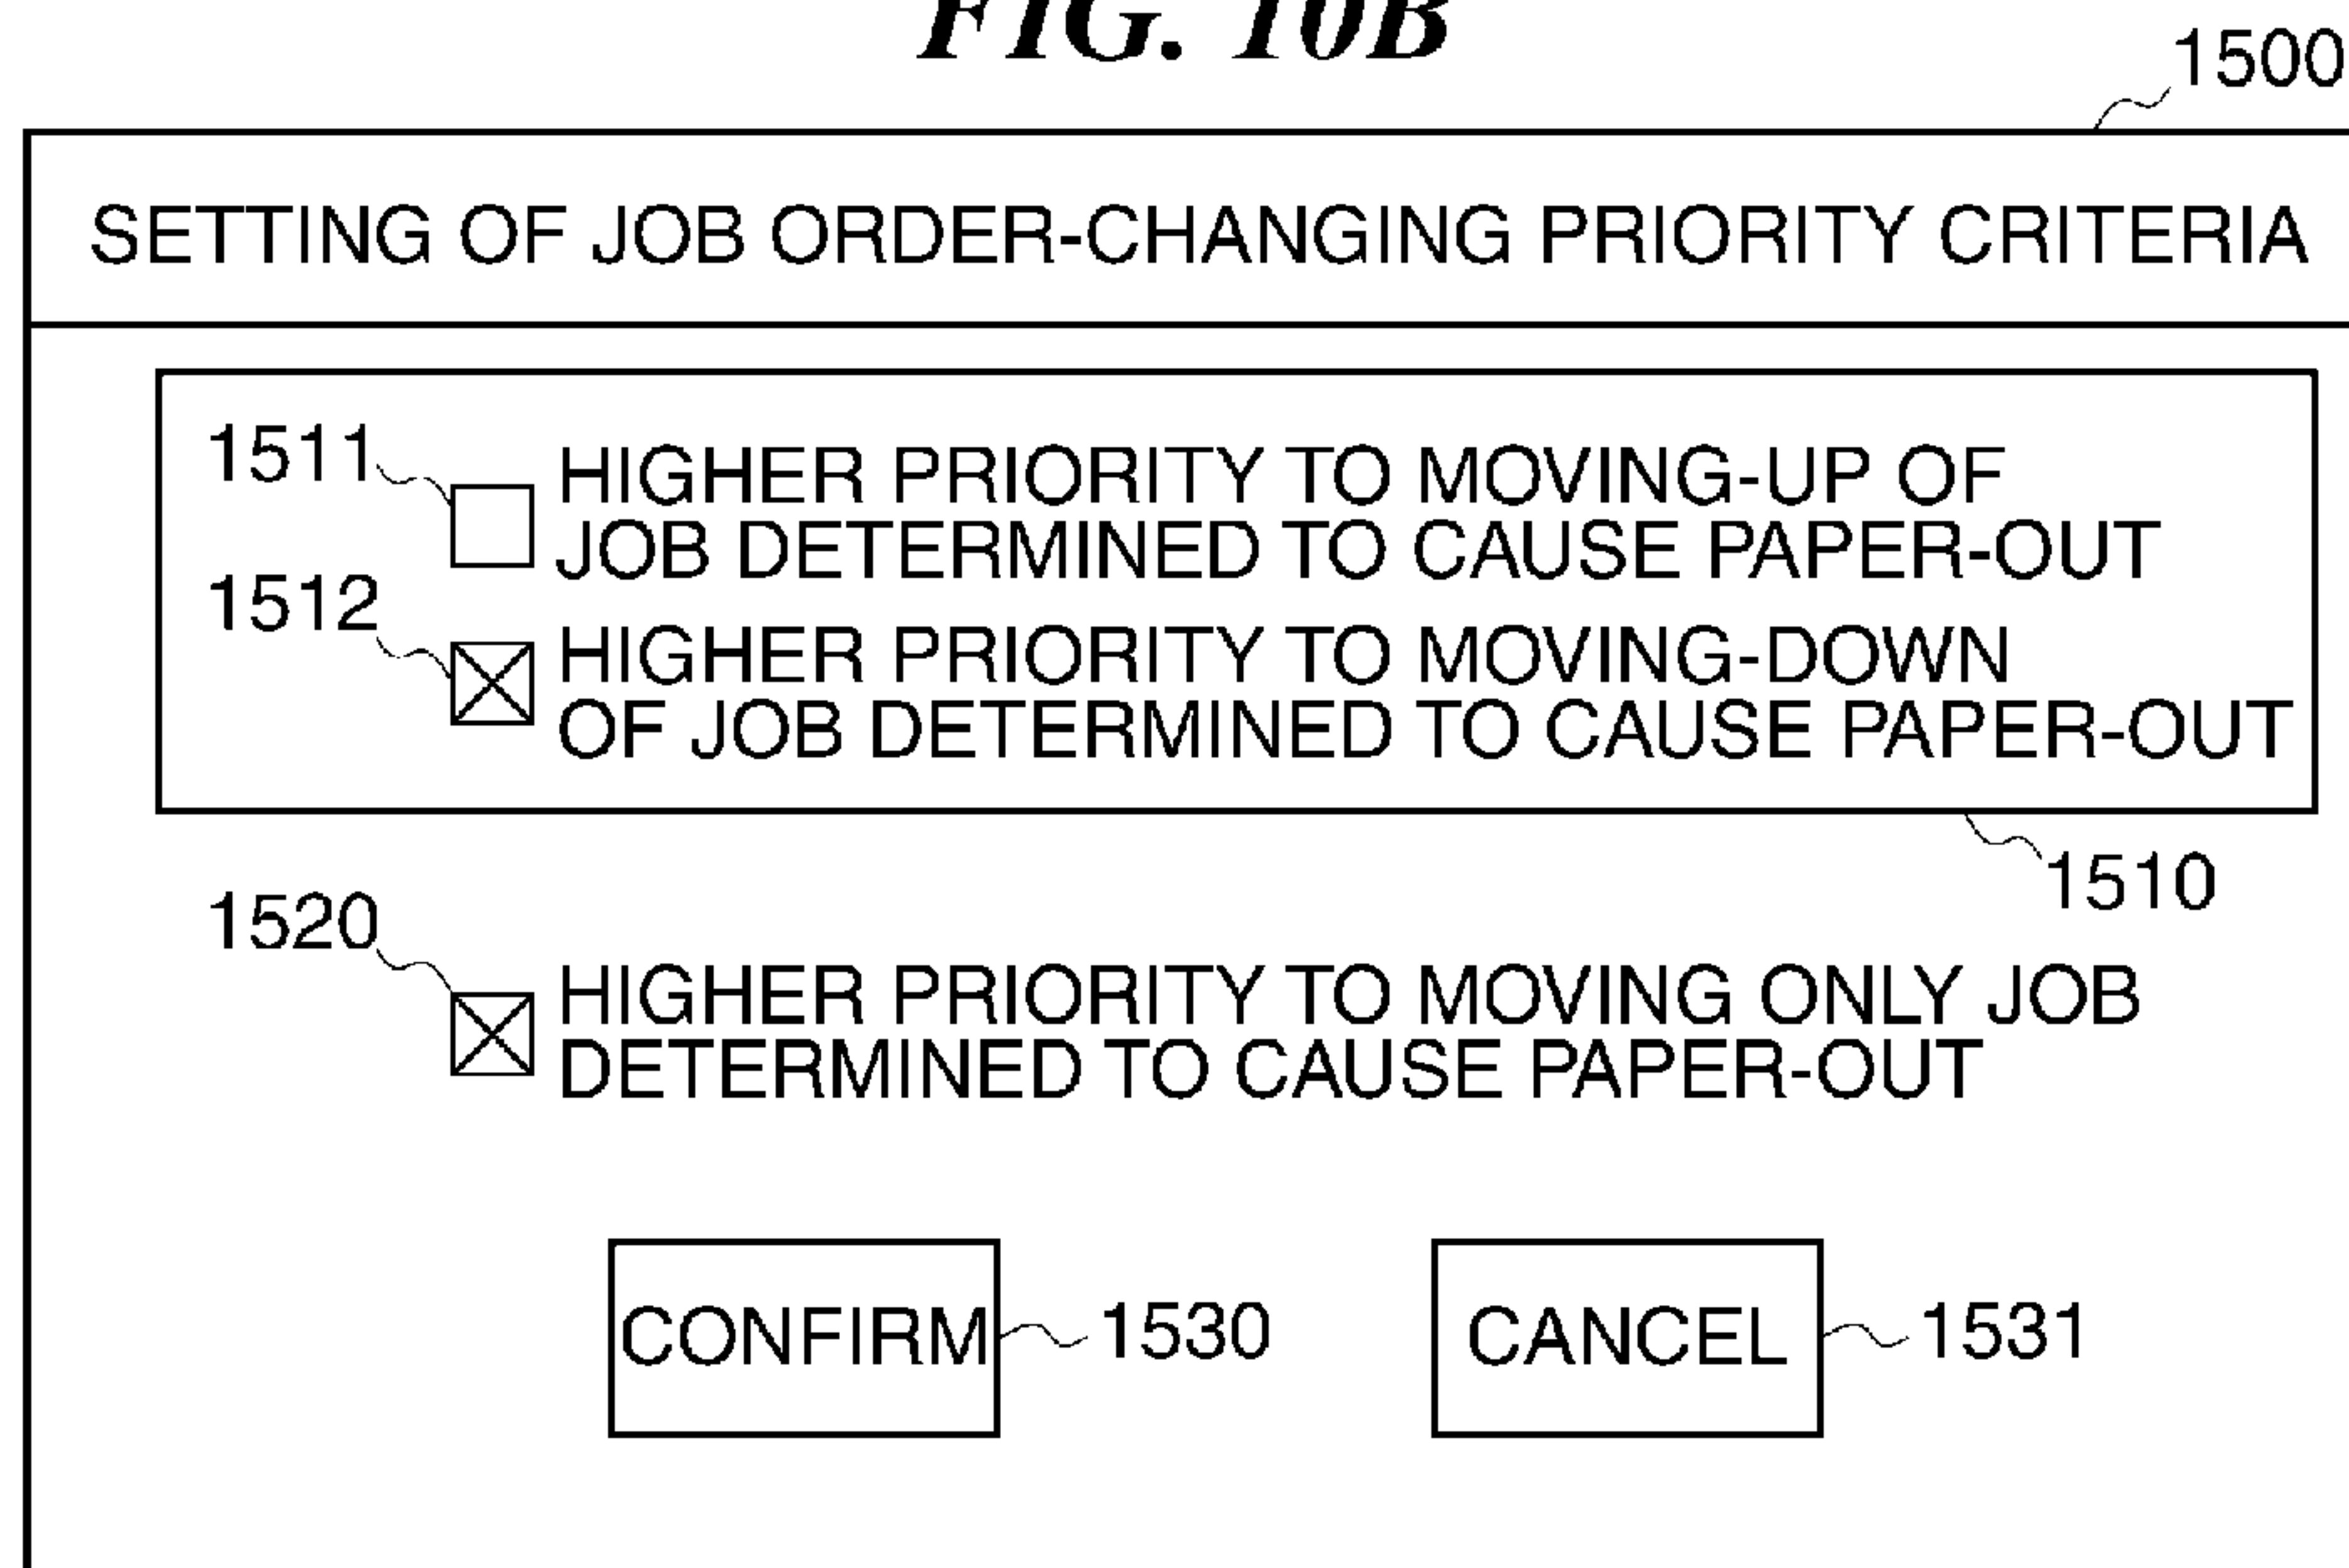 FIG. 10B
1500
SETTING OF JOB ORDER-CHANGING PRIORITY CRITERIA
1511
HIGHER PRIORITY TO MOVING-UP OF
JOB DETERMINED TO CAUSE PAPER-OUT
1512
HIGHER PRIORITY TO MOVING-DOWN
OF JOB DETERMINED TO CAUSE PAPER-OUT
1510
1520
HIGHER PRIORITY TO MOVING ONLY JOB
DETERMINED TO CAUSE PAPER-OUT
CONFIRM 1530 CANCEL 1531